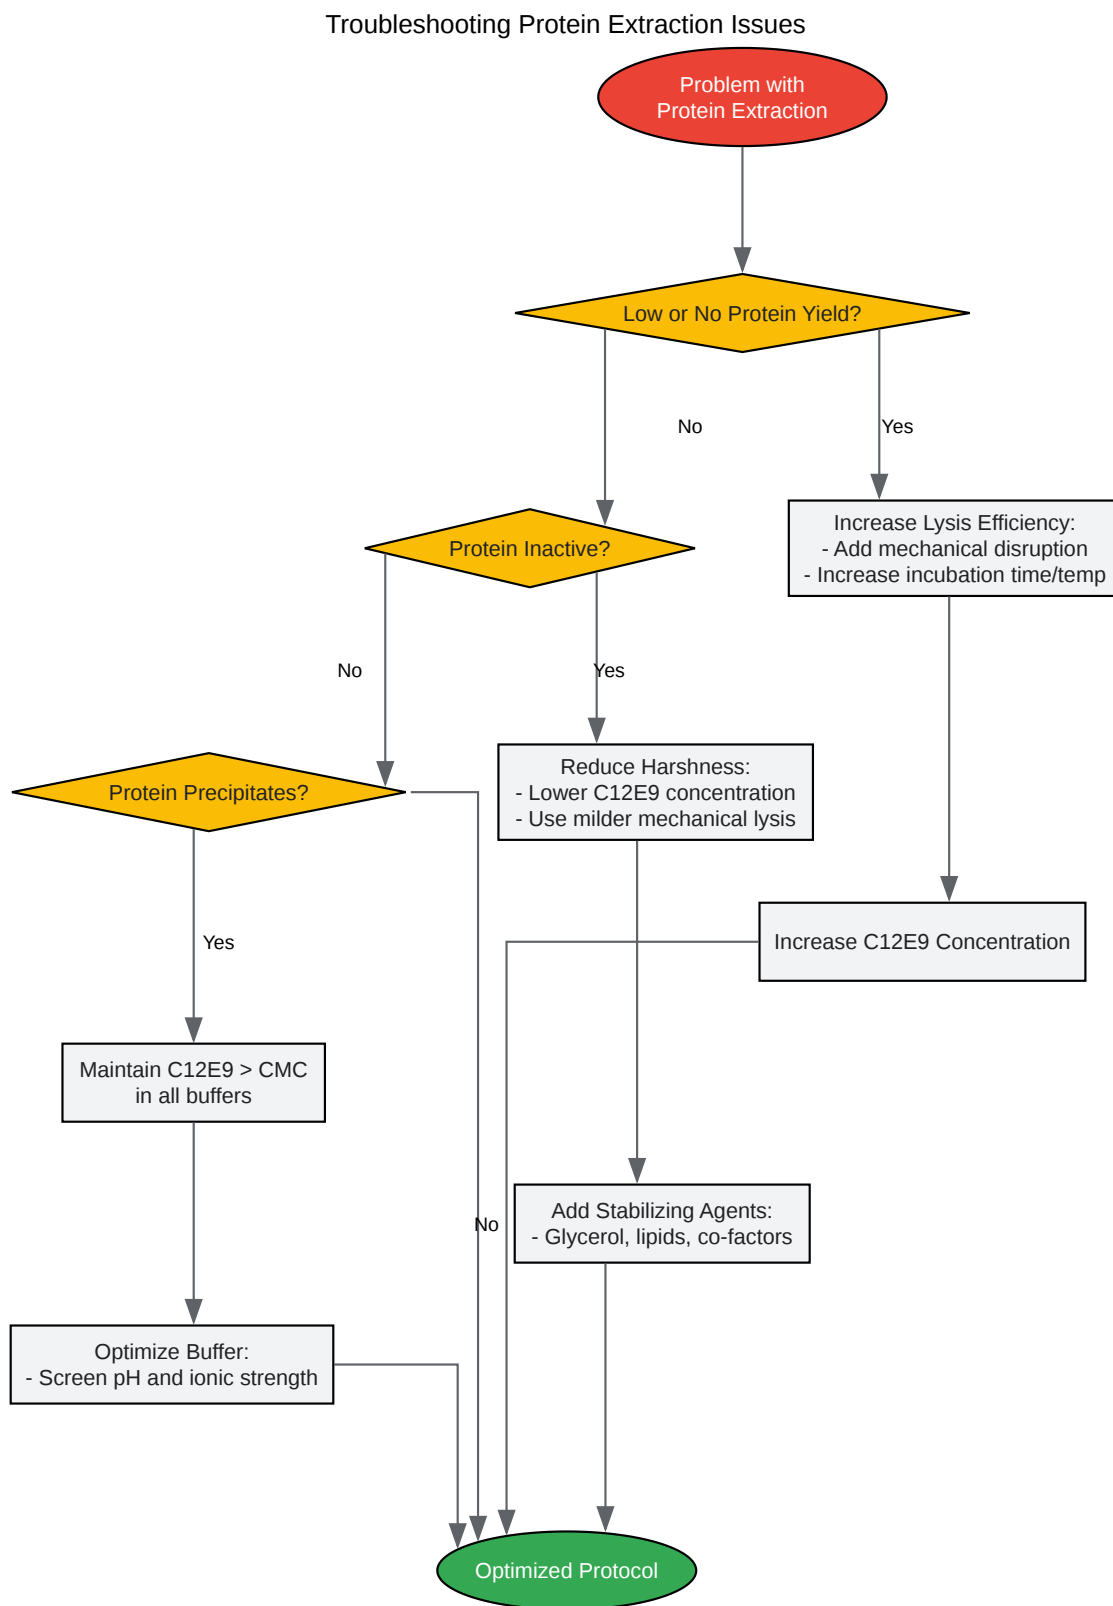 Troubleshooting Protein Extraction Issues
Problem with
Protein Extraction
Low or No Protein Yield?
No
Yes
Increase Lysis Efficiency:
- Add mechanical disruption
- Increase incubation time/temp
Protein Inactive?
No
Yes
Reduce Harshness:
- Lower C12E9 concentration
- Use milder mechanical lysis
Protein Precipitates?
Yes
Increase C12E9 Concentration
Maintain C12E9 > CMC
in all buffers
No
Add Stabilizing Agents:
- Glycerol, lipids, co-factors
Optimize Buffer:
- Screen pH and ionic strength
Optimized Protocol